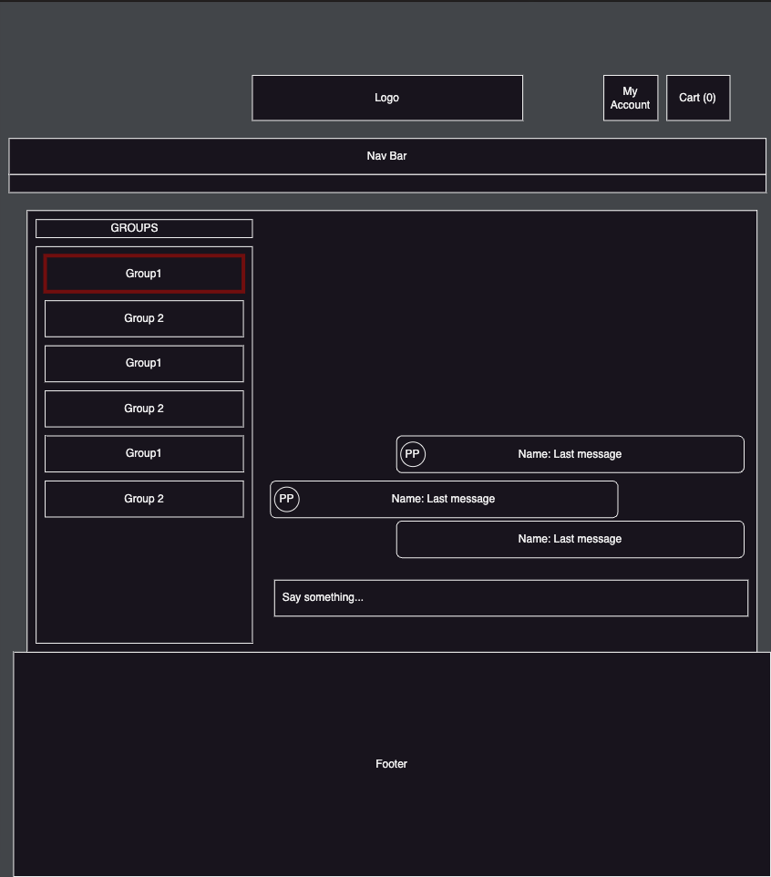 Logo
My
Account
Cart (0)
Nav Bar
GROUPS
Group1
Group 2
Group1
Group 2
Group1
Group 2
PP
Name: Last message
PP
Name: Last message
Name: Last message
Say something...
Footer